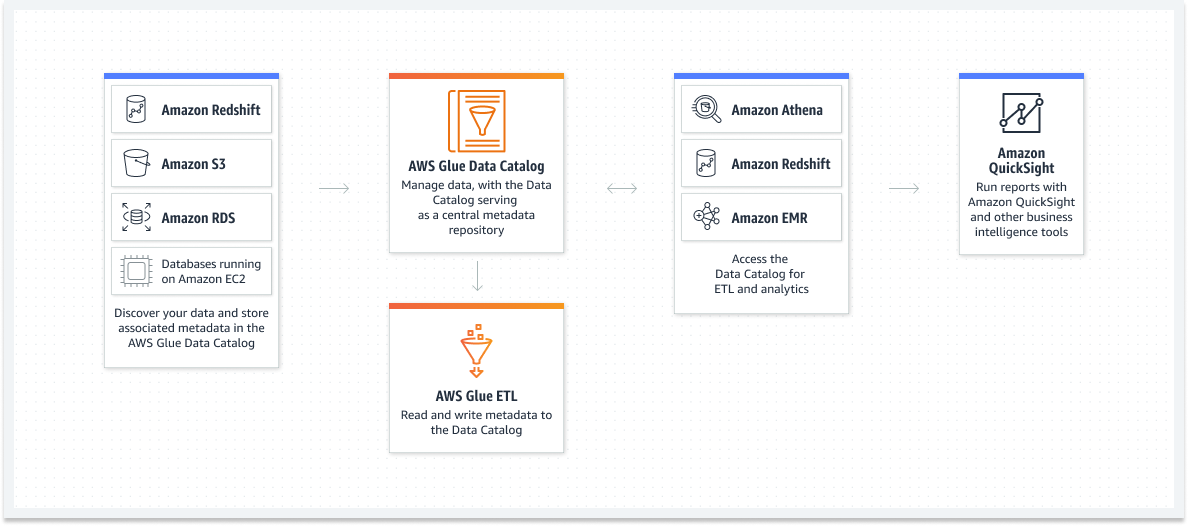 Amazon Redshift
Amazon S3
Amazon RDS
Databases running
on Amazon EC2
Discover your data and store
associated metadata in the
AWS Glue Data Catalog
AWS Glue Data Catalog
Manage data, with the Data
Catalog serving
as a central metadata
repository
AWS Glue ETL
Read and write metadata to
the Data Catalog
Amazon Athena
Amazon Redshift
Amazon EMR
Access the
Data Catalog for
ETL and analytics
Amazon
QuickSight
Run reports with
Amazon QuickSight
and other business
intelligence tools